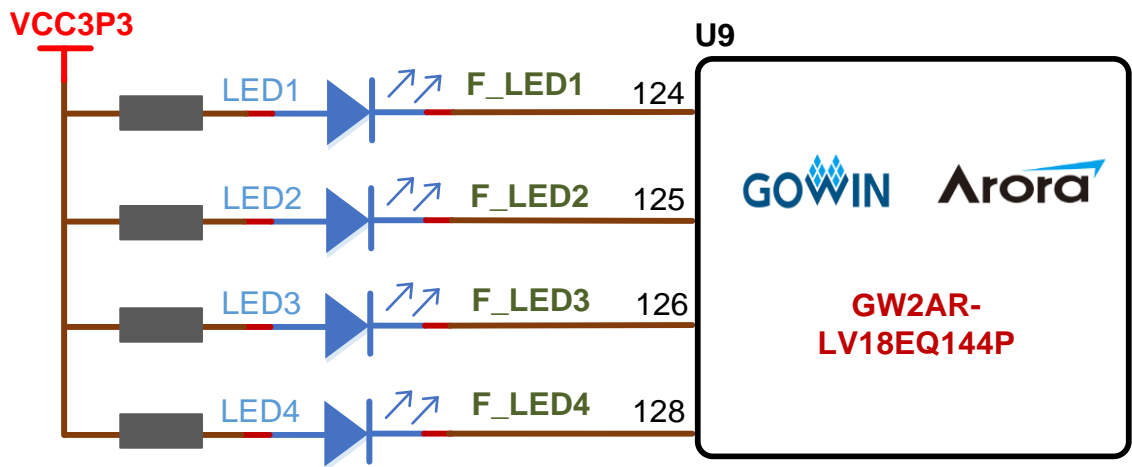 VCC3P3
U9
LED1
F_LED1
124
LED2
F_LED2
125
LED3
F_LED3
126
LED4
F_LED4
128
GOWIN
Arora
GW2AR-
LV18EQ144P